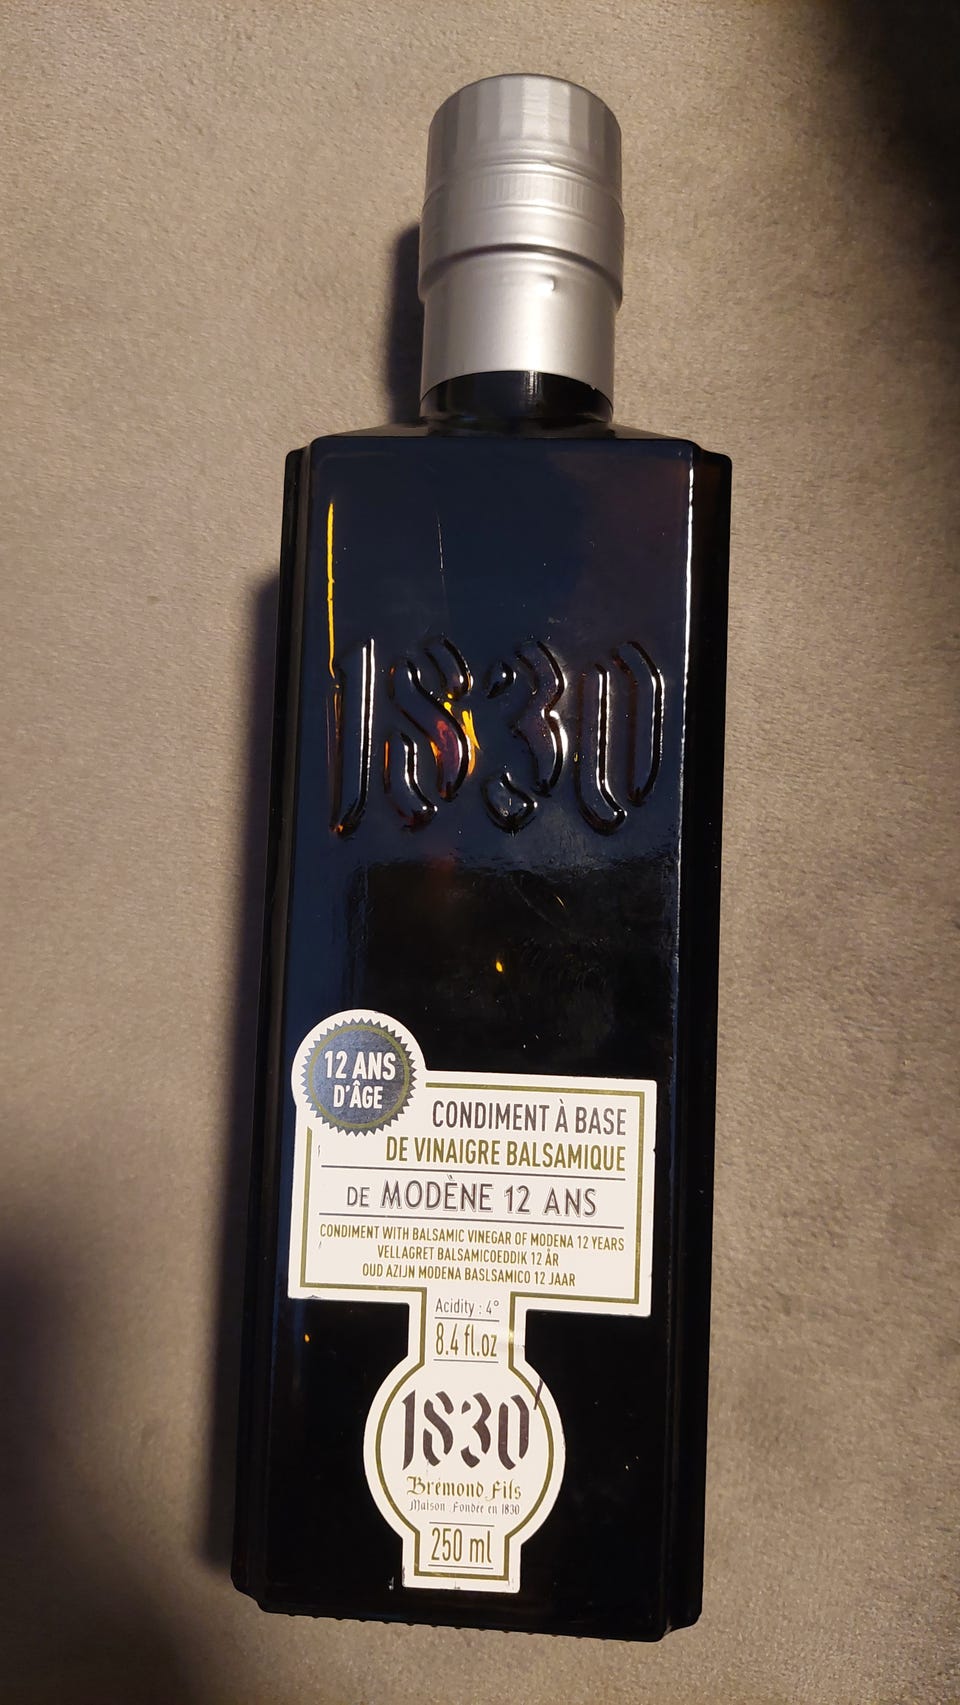 1830
12 ANS
D'ÂGE
CONDIMENT À BASE
DE VINAIGRE BALSAMIQUE
DE MODÈNE 12 ANS
CONDIMENT WITH BALSAMIC VINEGAR OF MODENA 12 YEARS
VELLAGRET BALSAMICOEDDIK 12 ÅR
OUD AZIJN MODENA BASLSAMICO 12 JAAR
Acidity : 4°
8.4 fl.oz
1830
Brémond Fils
Maison Fondée en 1830
250 ml